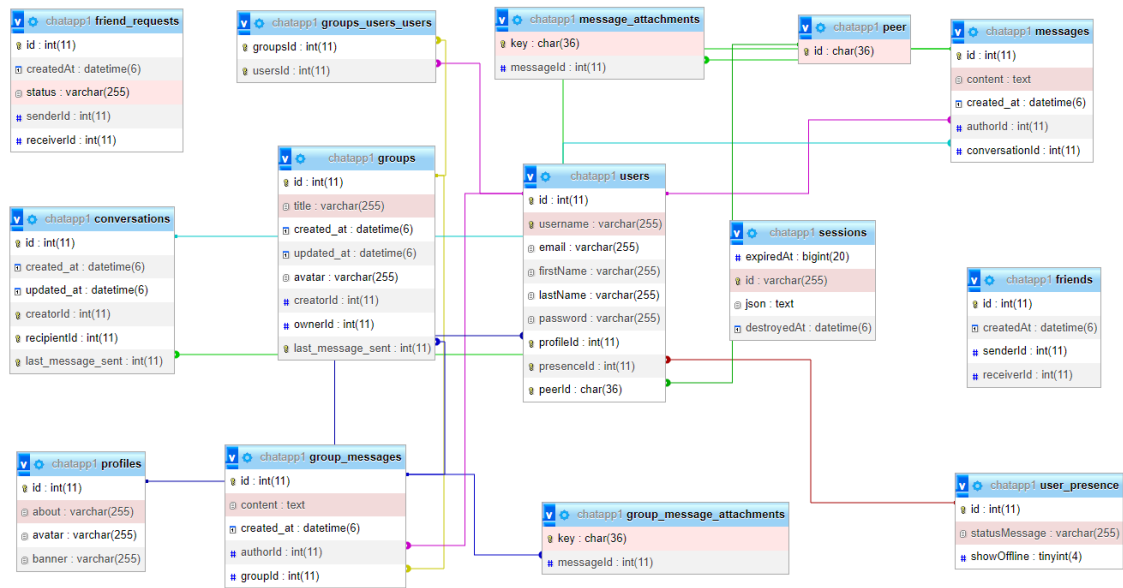 chatapp1 friend_requests
id : int(11)
createdAt : datetime(6)
status : varchar(255)
senderId : int(11)
receiverId : int(11)
chatapp1 groups_users_users
groupsId : int(11)
usersId : int(11)
chatapp1 message_attachments
key : char(36)
messageId : int(11)
chatapp1 peer
id : char(36)
chatapp1 messages
id : int(11)
content : text
created_at : datetime(6)
authorId : int(11)
conversationId : int(11)
chatapp1 groups
id : int(11)
title : varchar(255)
created_at : datetime(6)
updated_at : datetime(6)
avatar : varchar(255)
creatorId : int(11)
ownerId : int(11)
last_message_sent : int(11)
chatapp1 users
id : int(11)
username : varchar(255)
email : varchar(255)
firstName : varchar(255)
lastName : varchar(255)
password : varchar(255)
profileId : int(11)
presenceId : int(11)
peerId : char(36)
chatapp1 conversations
id : int(11)
created_at : datetime(6)
updated_at : datetime(6)
creatorId : int(11)
recipientId : int(11)
last_message_sent : int(11)
chatapp1 sessions
expiredAt : bigint(20)
id : varchar(255)
json : text
destroyedAt : datetime(6)
chatapp1 friends
id : int(11)
createdAt : datetime(6)
senderId : int(11)
receiverId : int(11)
chatapp1 profiles
id : int(11)
about : varchar(255)
avatar : varchar(255)
banner : varchar(255)
chatapp1 group_messages
id : int(11)
content : text
created_at : datetime(6)
authorId : int(11)
groupId : int(11)
chatapp1 group_message_attachments
key : char(36)
messageId : int(11)
chatapp1 user_presence
id : int(11)
statusMessage : varchar(255)
showOffline : tinyint(4)